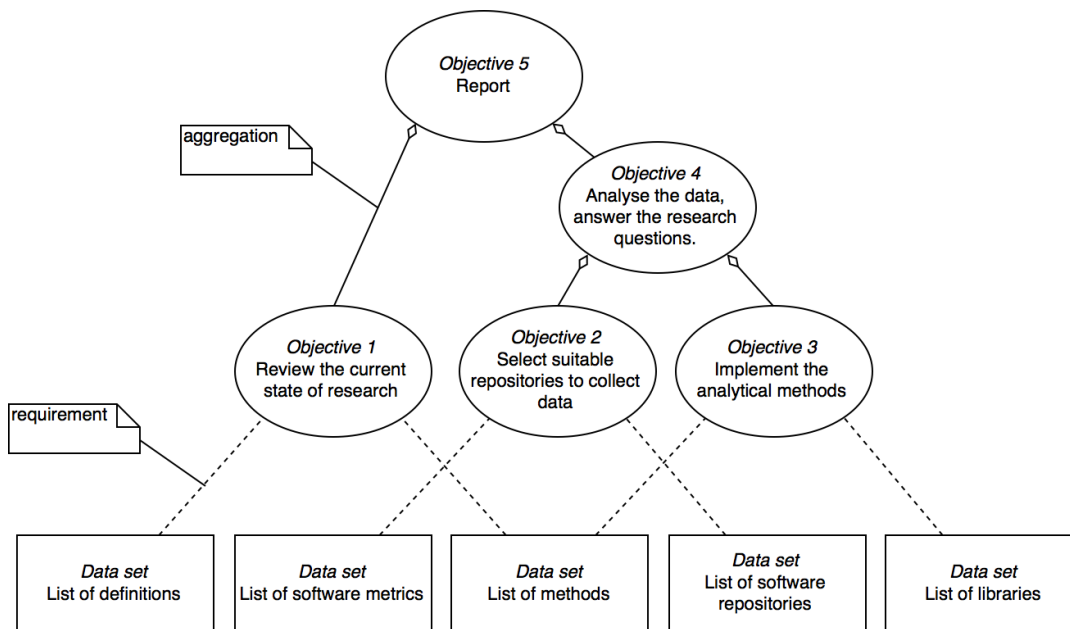 Objective 5
Report
aggregation
Objective 4
Analyse the data,
answer the research
questions.
Objective 1
Review the current
state of research
Objective 2
Select suitable
repositories to collect
data
Objective 3
Implement the
analytical methods
requirement
Data set
List of definitions
Data set
List of software metrics
Data set
List of methods
Data set
List of software
repositories
Data set
List of libraries